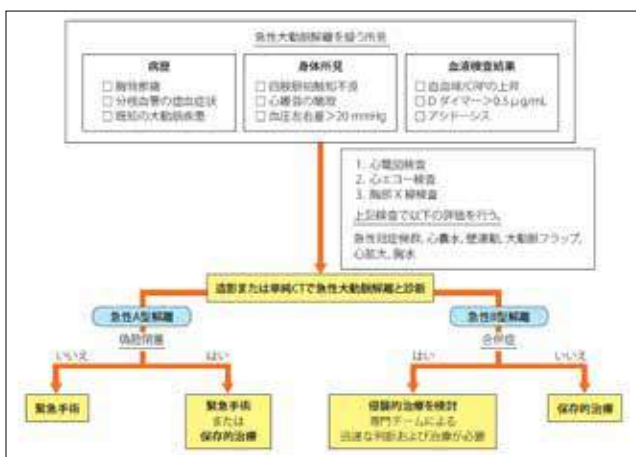 急性大動脈解離を疑う所見
病歴
□ 胸背部痛
□ 分枝血管の虚血症状
□ 既知の大動脈疾患
身体所見
□ 四肢脈拍触知不良
□ 心雑音の聴取
□ 血圧左右差>20 mmHg
血液検査結果
□ 白血球/CRPの上昇
□ Dダイマー>0.5μg/mL
□ アシドーシス
1. 心電図検査
2. 心エコー検査
3. 胸部X線検査
上記検査で以下の評価を行う。
急性冠症候群, 心嚢水, 壁運動, 大動脈フラップ,
心拡大, 胸水
造影または単純CTで急性大動脈解離と診断
急性A型解離
偽腔閉塞
いいえ
はい
緊急手術
緊急手術
または
保存的治療
急性B型解離
合併症
はい
いいえ
侵襲的治療を検討
専門チームによる
迅速な判断および治療が必要
保存的治療